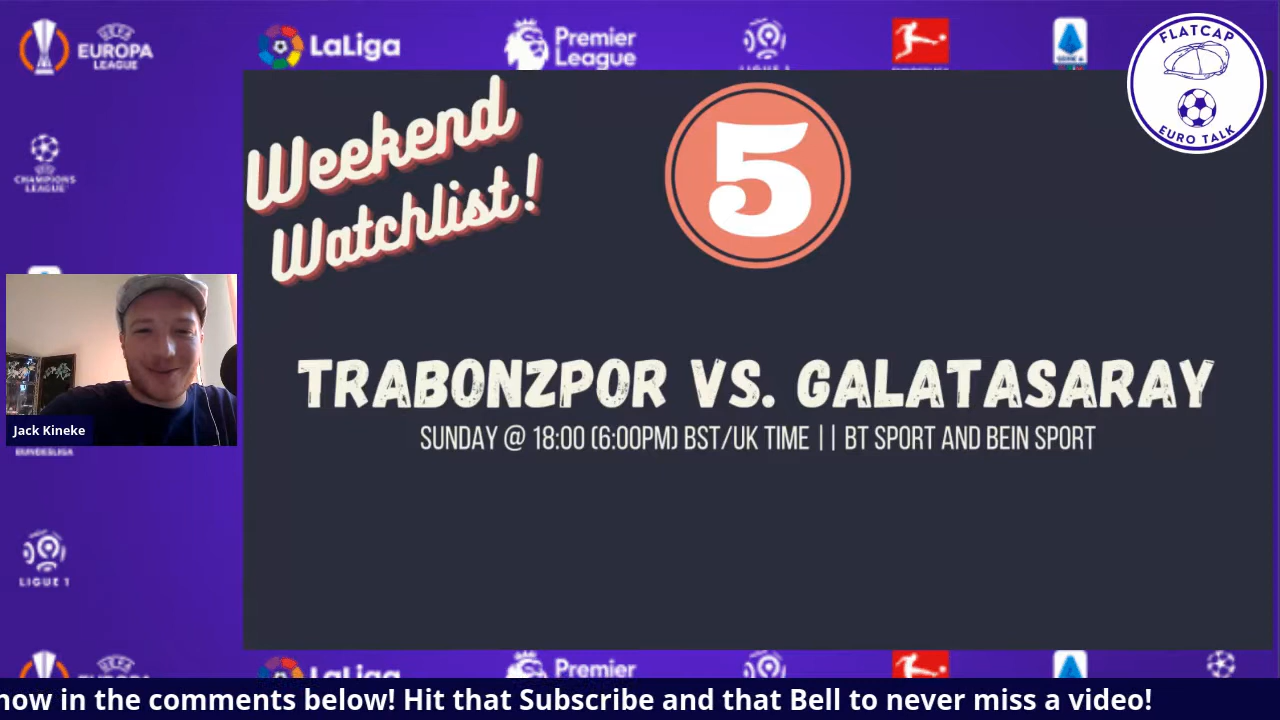 EUROPA
LEAGUE
LaLiga
Premier
League
FLATCAP
EURO TALK
Weekend
Watchlist!
5
CHAMPIONS
LEAGUE
TRABONZPOR VS. GALATASARAY
SUNDAY @ 18:00 (6:00PM) BST/UK TIME || BT SPORT AND BEIN SPORT
Jack Kineke
BUNDESLIGA
LIGUE 1
LaLiga
Premier
now in the comments below! Hit that Subscribe and that Bell to never miss a video!